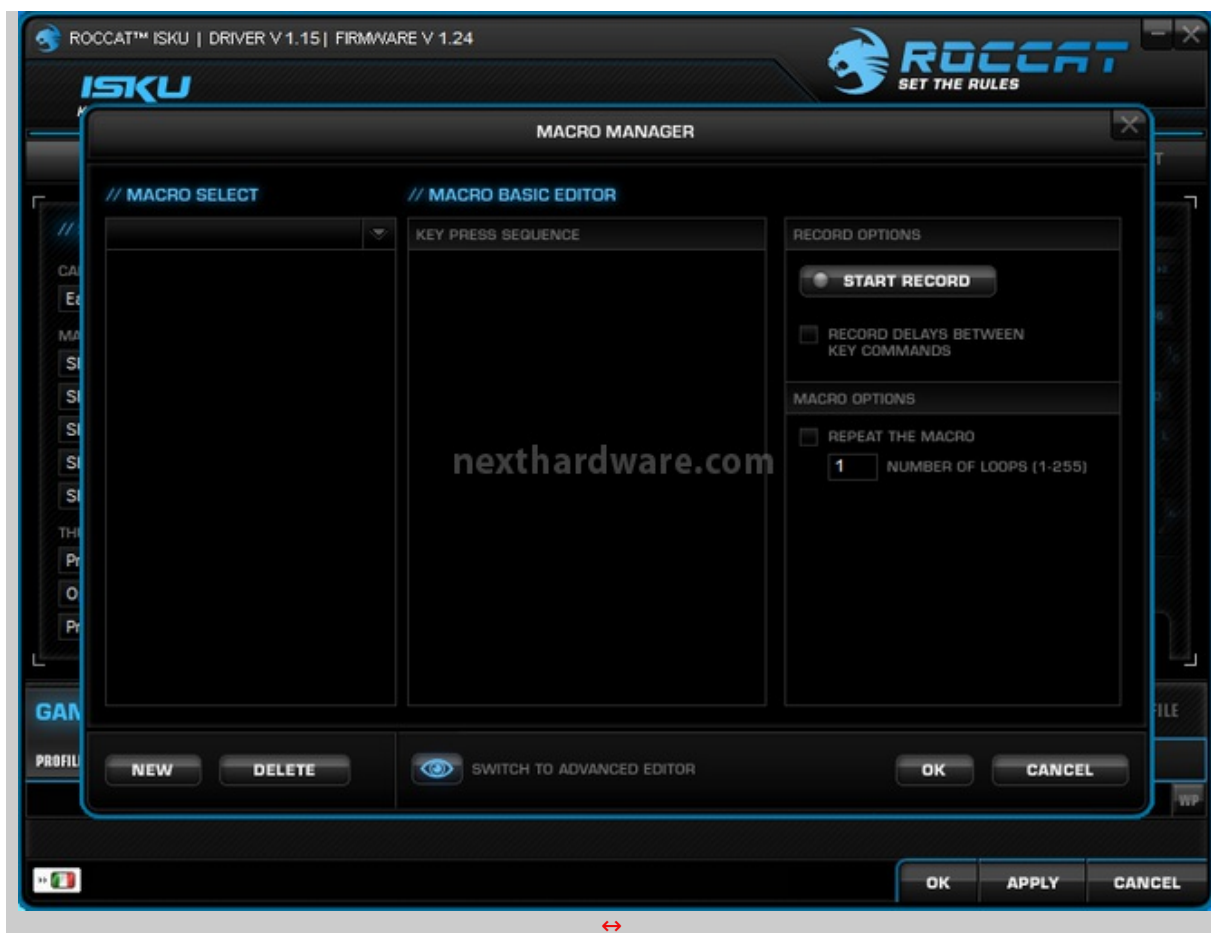 ROCCAT™ ISKU | DRIVER V 1.15 | FIRMWARE V 1.24
ROCCAT
SET THE RULES
ISKU
MACRO MANAGER
// MACRO SELECT
// MACRO BASIC EDITOR
KEY PRESS SEQUENCE
RECORD OPTIONS
START RECORD
RECORD DELAYS BETWEEN
KEY COMMANDS
MACRO OPTIONS
REPEAT THE MACRO
1 NUMBER OF LOOPS (1-255)
nexthardware.com
NEW
DELETE
SWITCH TO ADVANCED EDITOR
OK
CANCEL
WP
OK
APPLY
CANCEL